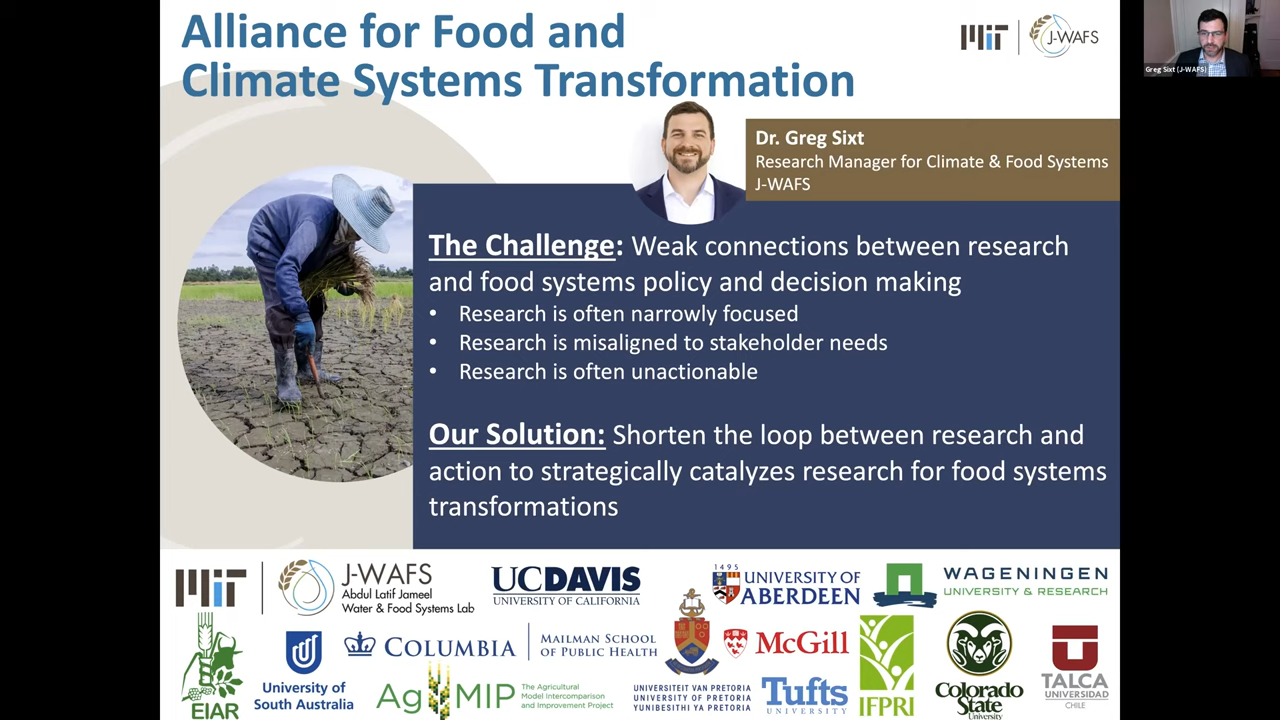 Alliance for Food and
Climate Systems Transformation
MIT
J-WAFS
Greg Sixt (J-WAFS)
Dr. Greg Sixt
Research Manager for Climate & Food Systems
J-WAFS
The Challenge: Weak connections between research
and food systems policy and decision making
• Research is often narrowly focused
• Research is misaligned to stakeholder needs
• Research is often unactionable
Our Solution: Shorten the loop between research and
action to strategically catalyzes research for food systems
transformations
MIT
J-WAFS
Abdul Latif Jameel
Water & Food Systems Lab
UCDAVIS
UNIVERSITY OF CALIFORNIA
1495
UNIVERSITY OF
ABERDEEN
WAGENINGEN
UNIVERSITY & RESEARCH
EIAR
University of
South Australia
COLUMBIA
MAILMAN SCHOOL
OF PUBLIC HEALTH
AgMIP
The Agricultural
Model Intercomparison
and Improvement Project
UNIVERSITEIT VAN PRETORIA
UNIVERSITY OF PRETORIA
YUNIBESITHI YA PRETORIA
McGill
Tufts
UNIVERSITY
IFPRI
Colorado
State
University
TALCA
UNIVERSIDAD
CHILE